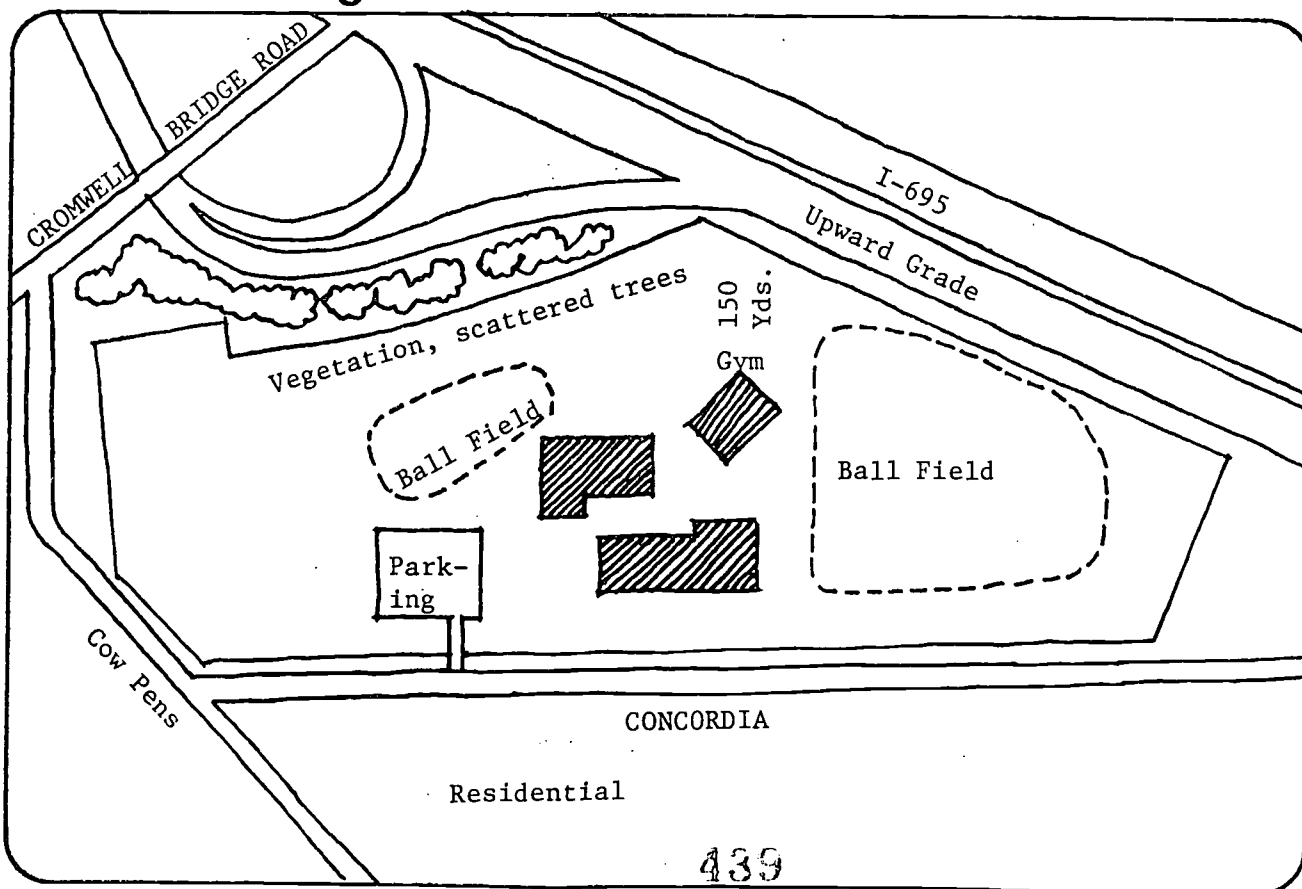 CROMWELL BRIDGE ROAD
I-695
Upward Grade
Vegetation, scattered trees
150
Yds.
Gym
Ball Field
Ball Field
Park-
ing
Cow Pens
CONCORDIA
Residential
439